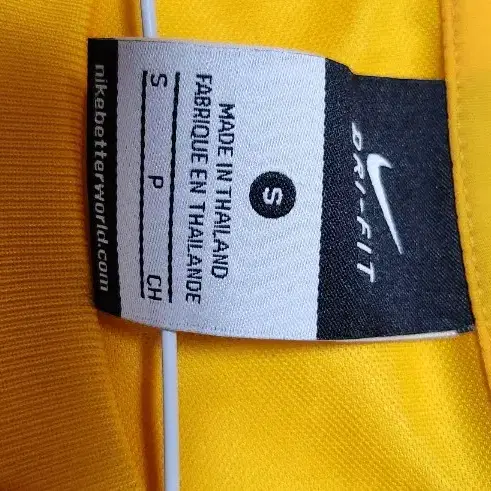 DRI-FIT
S
MADE IN THAILAND
FABRIQUE EN THAILANDE
S P CH
nikebetterworld.com